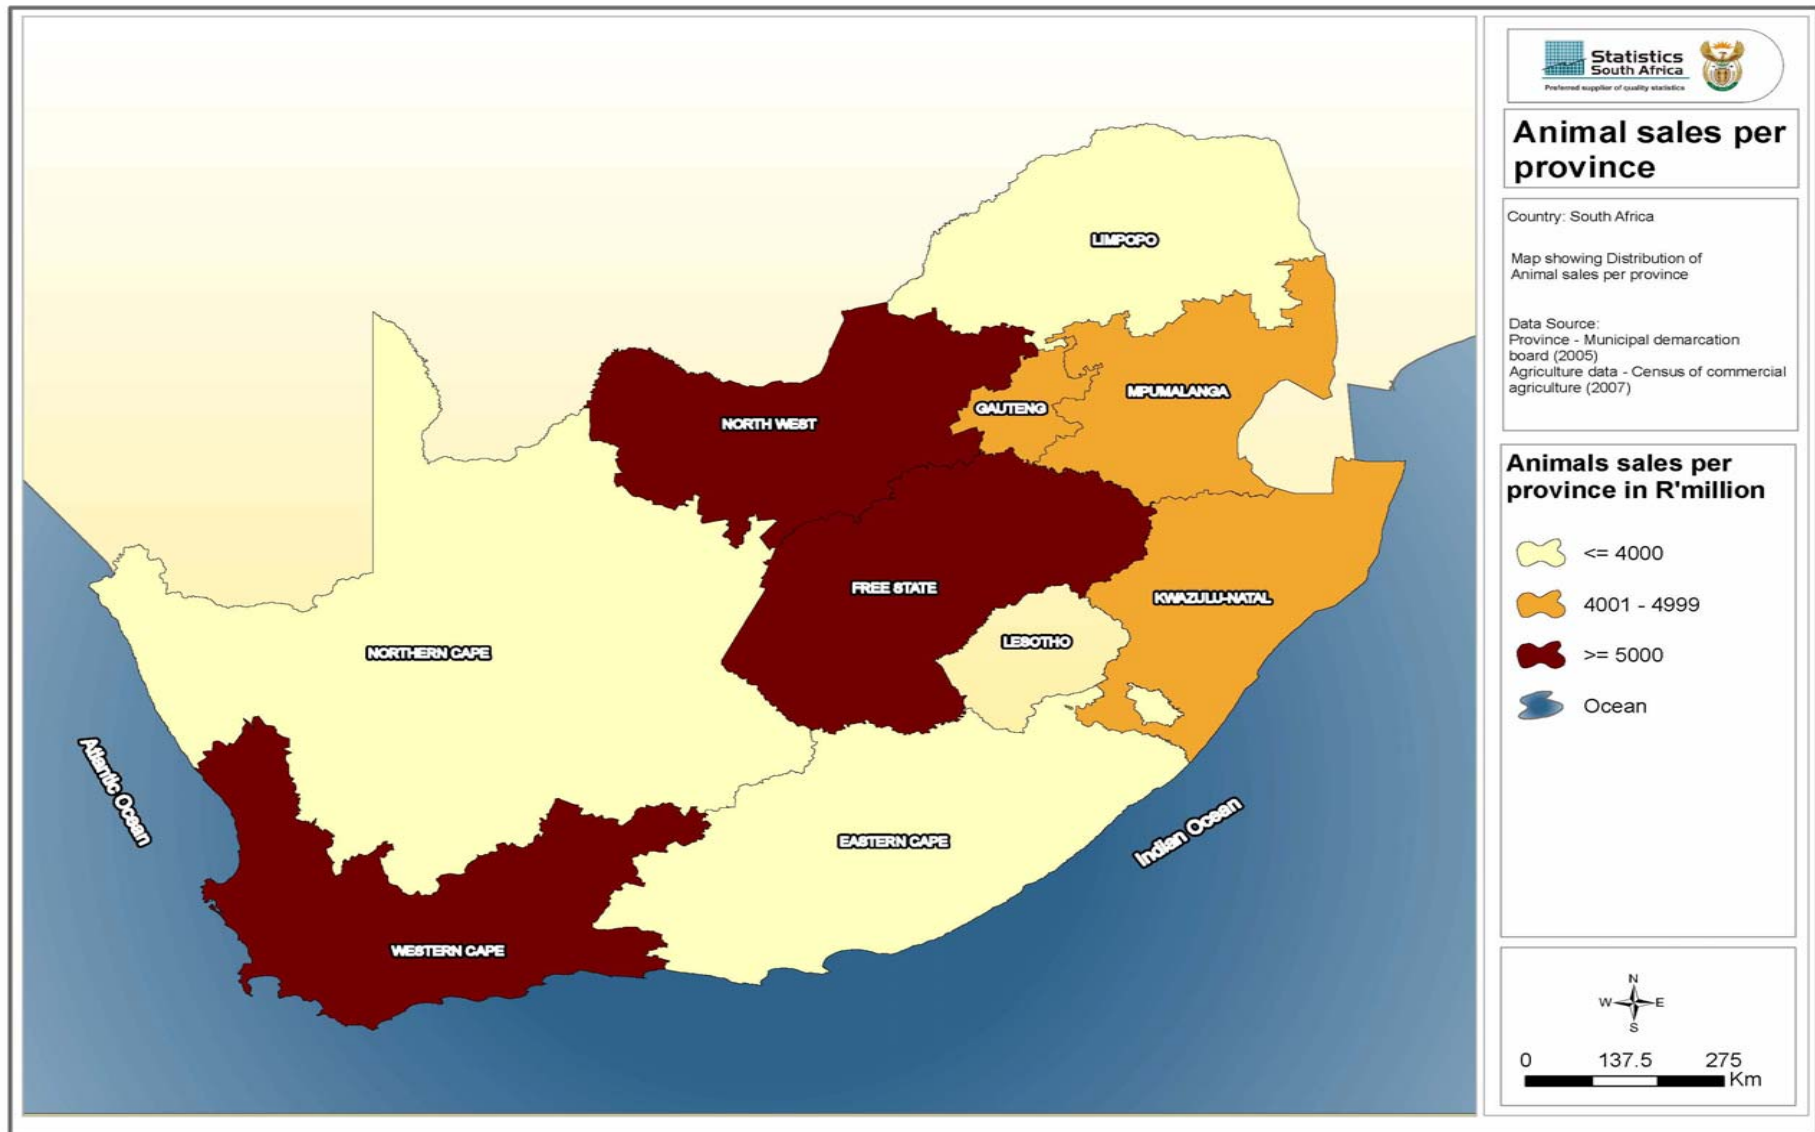 Statistics
South Africa
Preferred supplier of quality statistics
Animal sales per
province
Country: South Africa
Map showing Distribution of
Animal sales per province
Data Source:
Province - Municipal demarcation
board (2005)
Agriculture data - Census of commercial
agriculture (2007)
Animals sales per
province in R'million
<= 4000
4001 - 4999
>= 5000
Ocean
N
W E
S
0 137.5 275
Km
LIMPOPO
MPUMALANGA
GAUTENG
NORTH WEST
FREE STATE
KWAZULU-NATAL
LESOTHO
NORTHERN CAPE
EASTERN CAPE
WESTERN CAPE
Atlantic Ocean
Indian Ocean